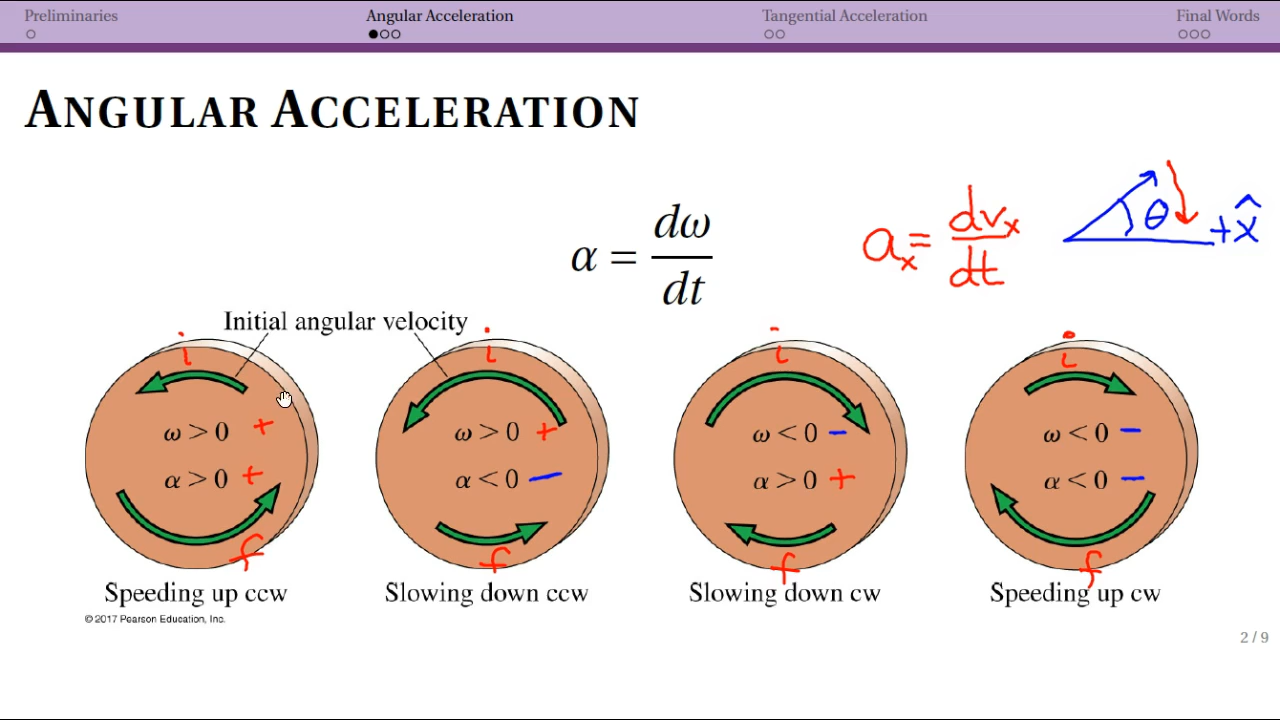 Preliminaries Angular Acceleration Tangential Acceleration Final Words
ANGULAR ACCELERATION
α = dω/dt
aₓ = dvₓ/dt
θ
+x̂
Initial angular velocity
i i i i
ω > 0 + ω > 0 + ω < 0 − ω < 0 −
α > 0 + α < 0 − α > 0 + α < 0 −
f f f f
Speeding up ccw Slowing down ccw Slowing down cw Speeding up cw
© 2017 Pearson Education, Inc.
2 / 9